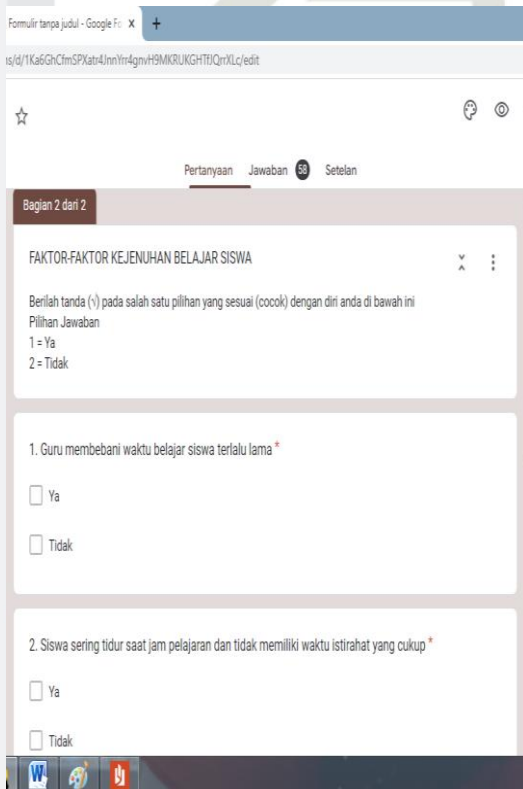 Formulir tanpa judul - Google Fo
ns/d/1Ka6GhCfmSPXatr4JnnYrr4gnvH9MKRUKGHTfJQrrXLc/edit
Pertanyaan Jawaban 58 Setelan
Bagian 2 dari 2
FAKTOR-FAKTOR KEJENUHAN BELAJAR SISWA
Berilah tanda (√) pada salah satu pilihan yang sesuai (cocok) dengan diri anda di bawah ini
Pilihan Jawaban
1 = Ya
2 = Tidak
1. Guru membebani waktu belajar siswa terlalu lama *
Ya
Tidak
2. Siswa sering tidur saat jam pelajaran dan tidak memiliki waktu istirahat yang cukup *
Ya
Tidak